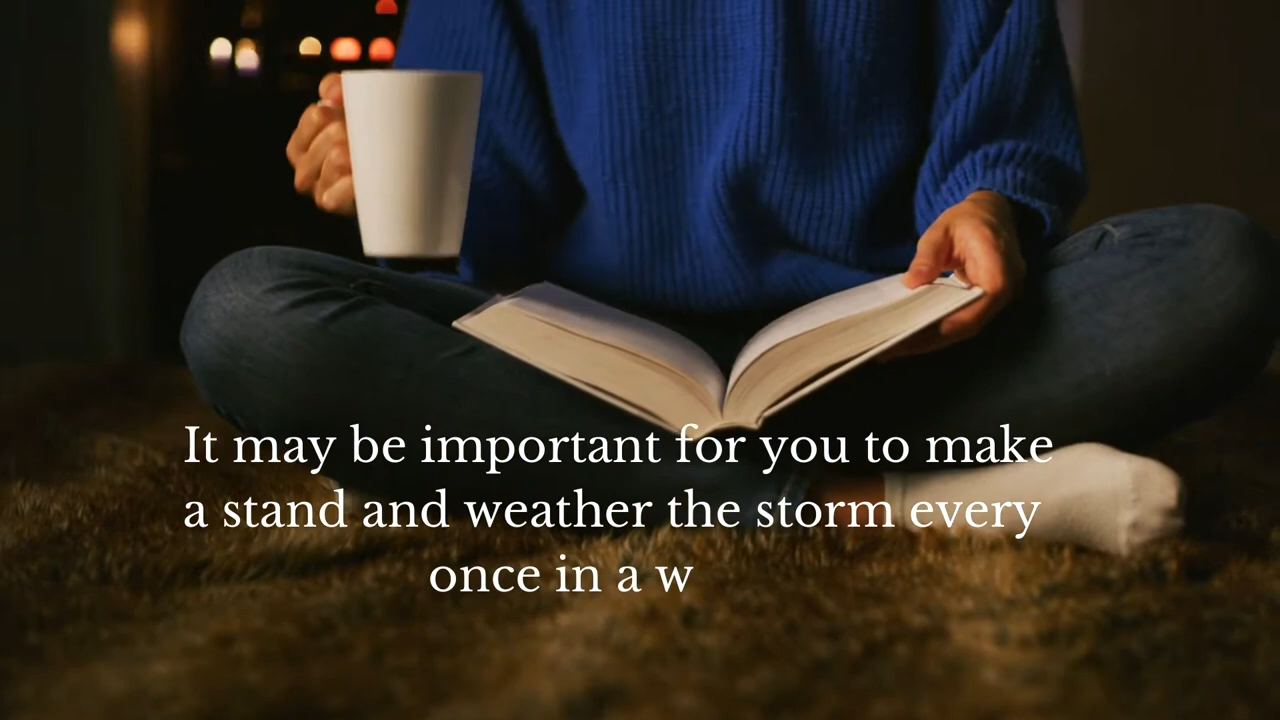 It may be important for you to make
a stand and weather the storm every
once in a w